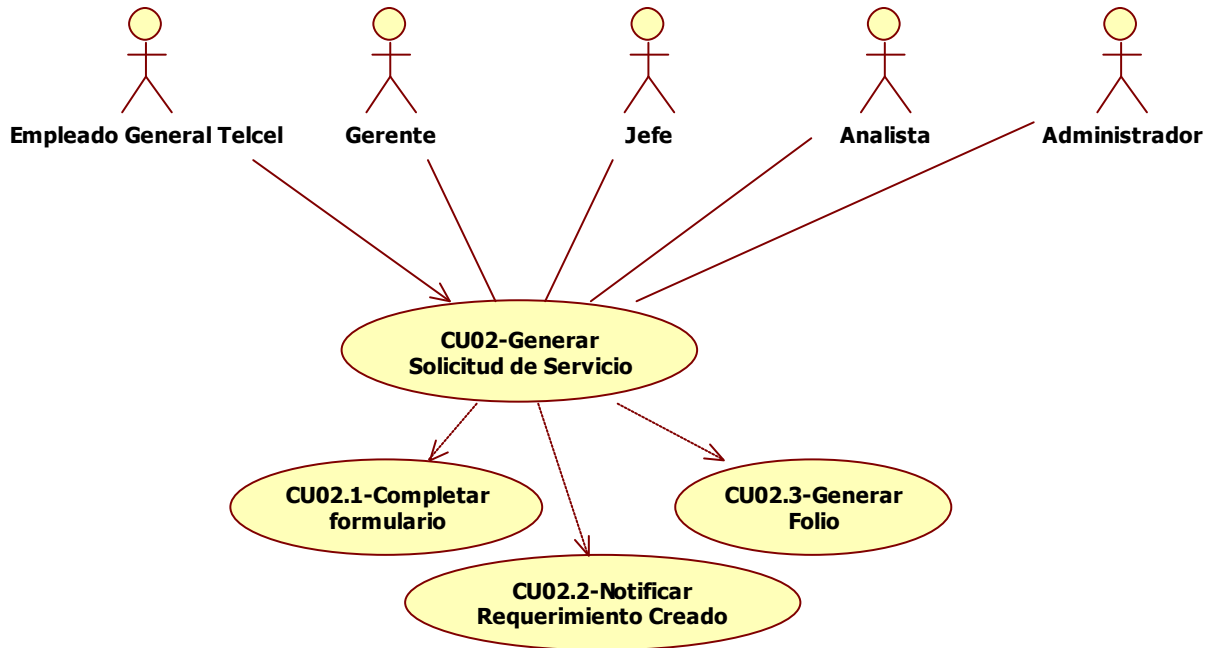 Empleado General Telcel
Gerente
Jefe
Analista
Administrador
CU02-Generar
Solicitud de Servicio
CU02.1-Completar
formulario
CU02.3-Generar
Folio
CU02.2-Notificar
Requerimiento Creado